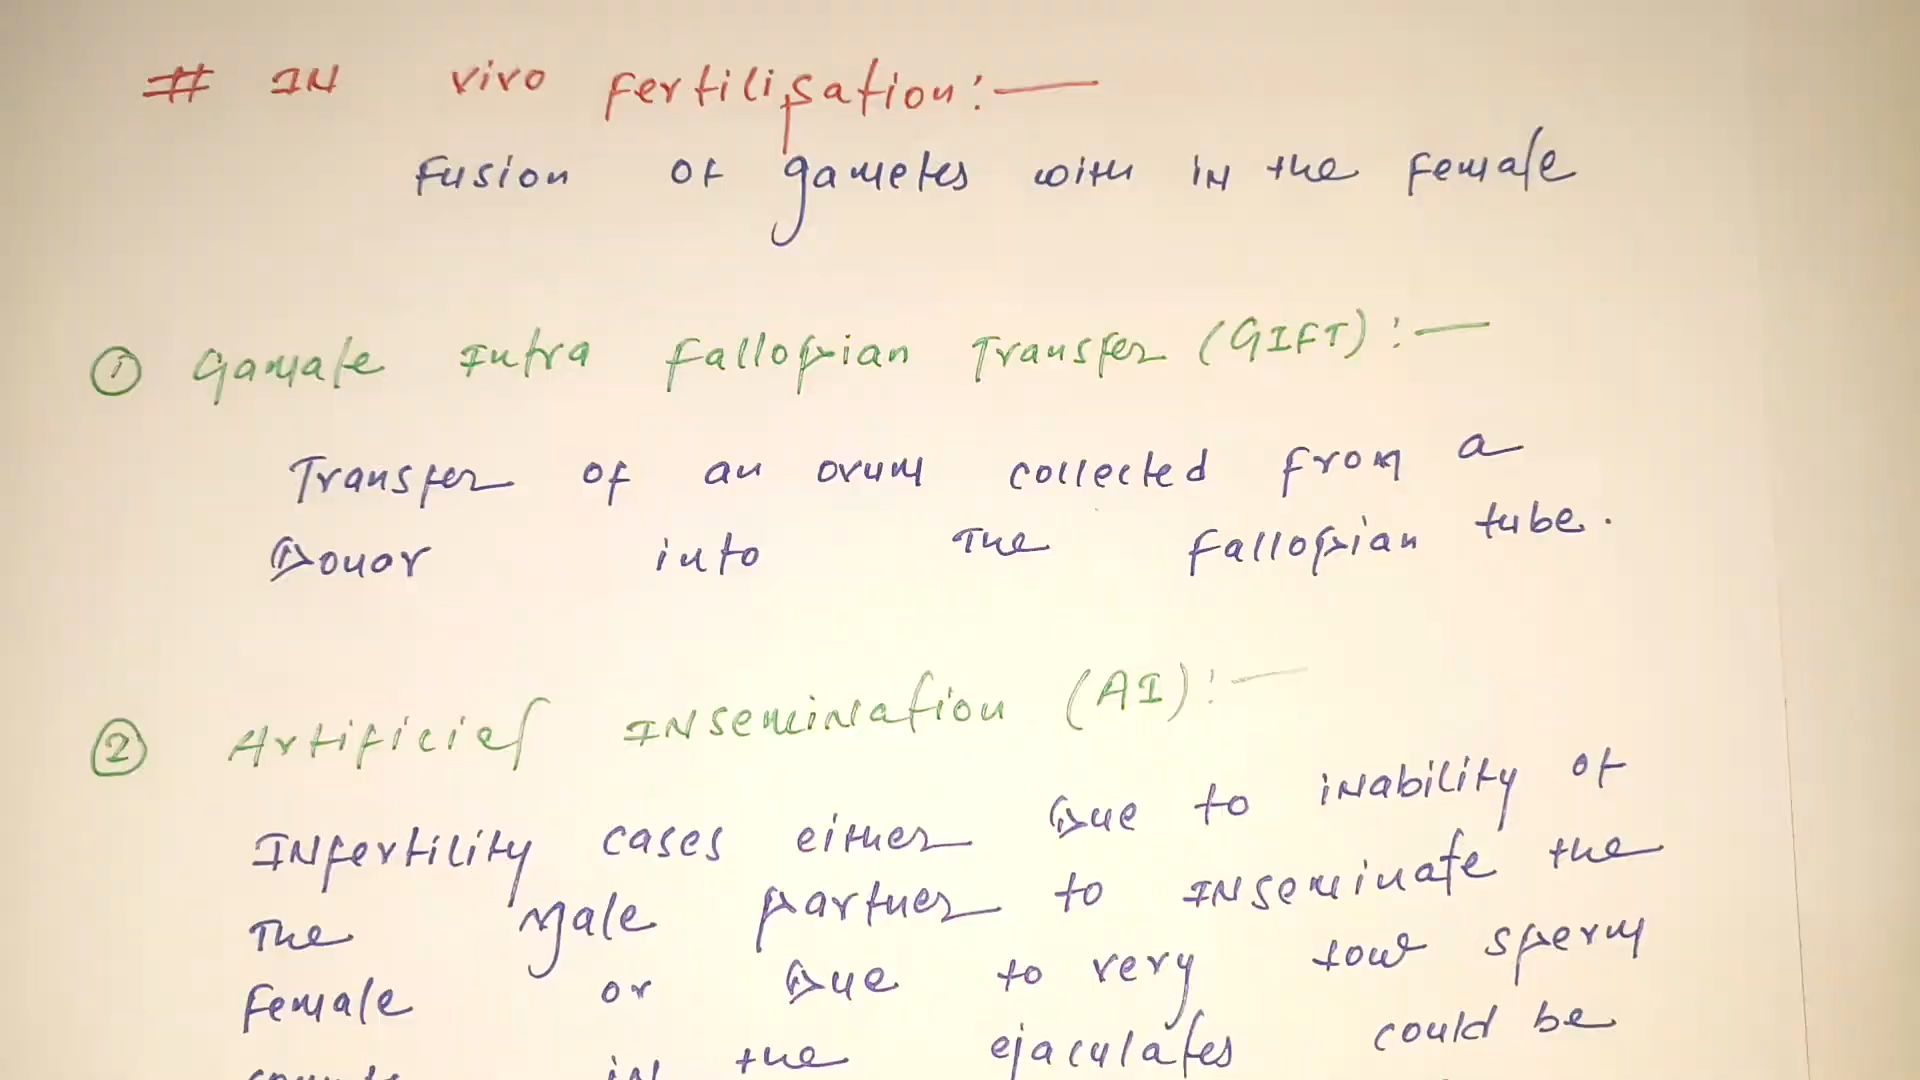 # IN vivo fertilisation:—
Fusion of gametes with in the female
① Gamate Intra fallopian Transfer (GIFT):—
Transfer of an ovum collected from a
Donor into The fallopian tube.
② Artificial INsemination (AI):—
INfertility cases either Due to inability of
The Male partner to INseminate the
female or Due to very low sperm
counts in the ejaculates could be